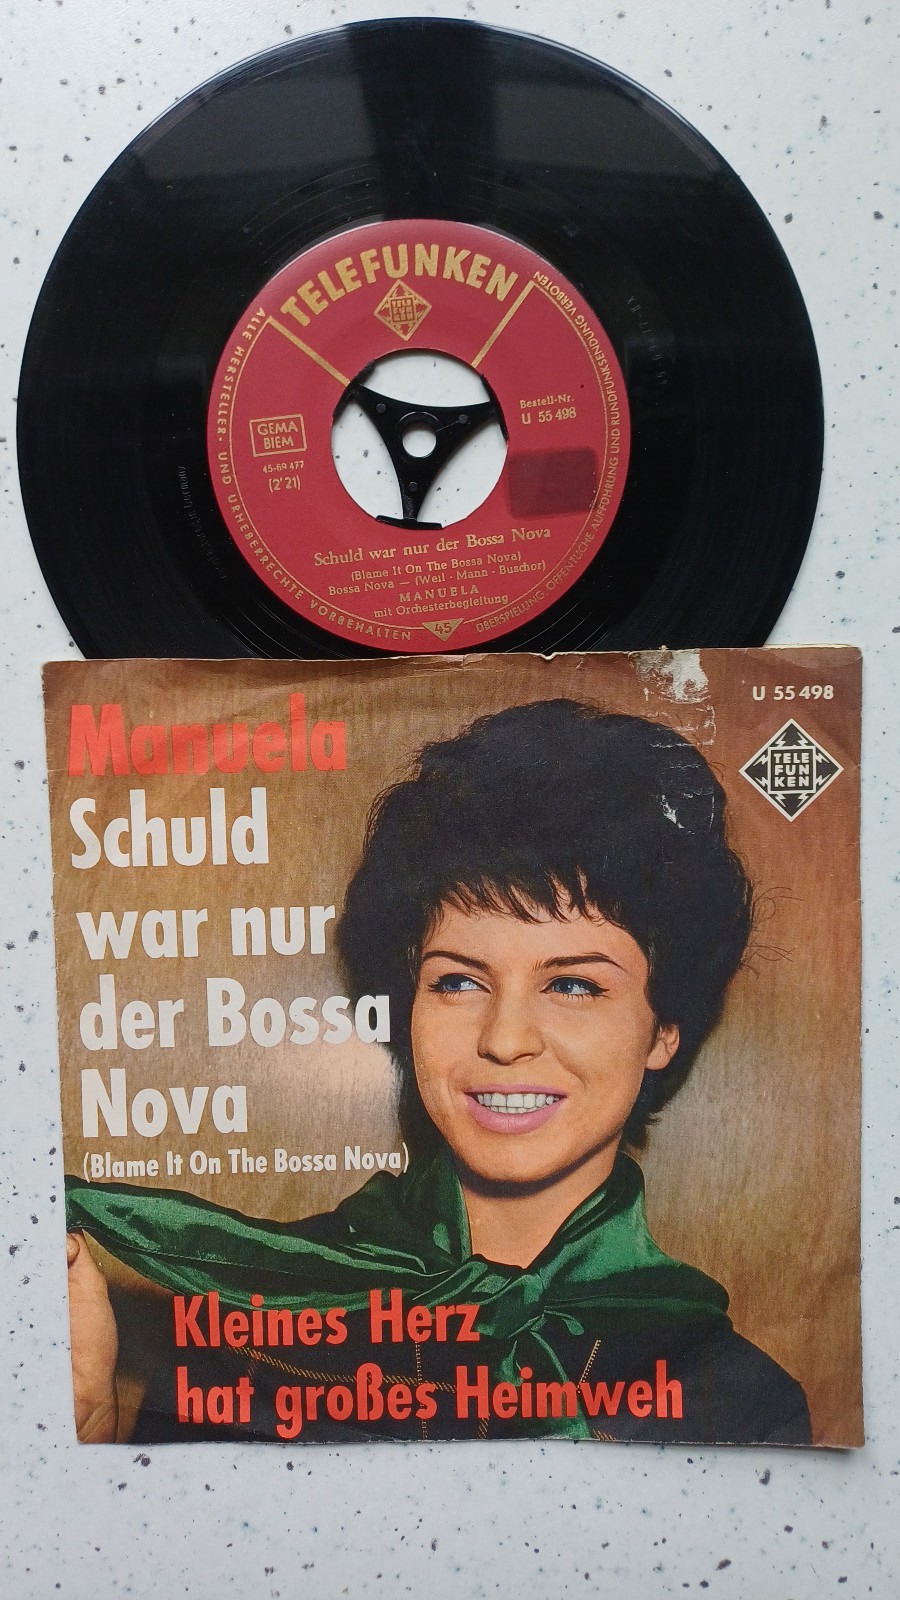 TELEFUNKEN
TELE
FUN
KEN
ALLE HERSTELLER- UND URHEBERRECHTE VORBEHALTEN
ÜBERSPIELUNG, ÖFFENTLICHE AUFFÜHRUNG UND RUNDFUNKSENDUNG VERBOTEN
GEMA
BIEM
45-69 477
(2'21)
Bestell-Nr.
U 55 498
Schuld war nur der Bossa Nova
(Blame It On The Bossa Nova)
Bossa Nova — (Weil - Mann - Buschor)
MANUELA
mit Orchesterbegleitung
45
U 55 498
TELE
FUN
KEN
Manuela
Schuld
war nur
der Bossa
Nova
(Blame It On The Bossa Nova)
Kleines Herz
hat großes Heimweh